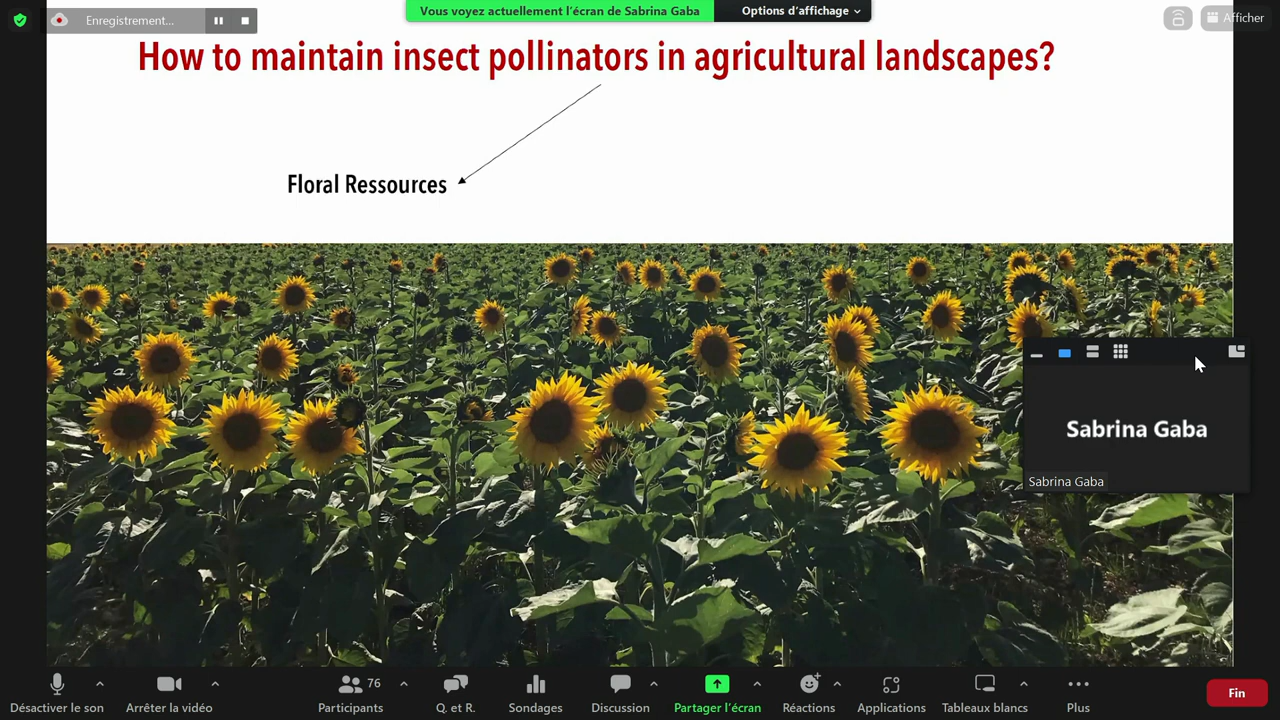 Enregistrement...
Vous voyez actuellement l'écran de Sabrina Gaba
Options d'affichage
Afficher
How to maintain insect pollinators in agricultural landscapes?
Floral Ressources
Sabrina Gaba
Sabrina Gaba
76
Désactiver le son
Arrêter la vidéo
Participants
Q. et R.
Sondages
Discussion
Partager l'écran
Réactions
Applications
Tableaux blancs
Plus
Fin